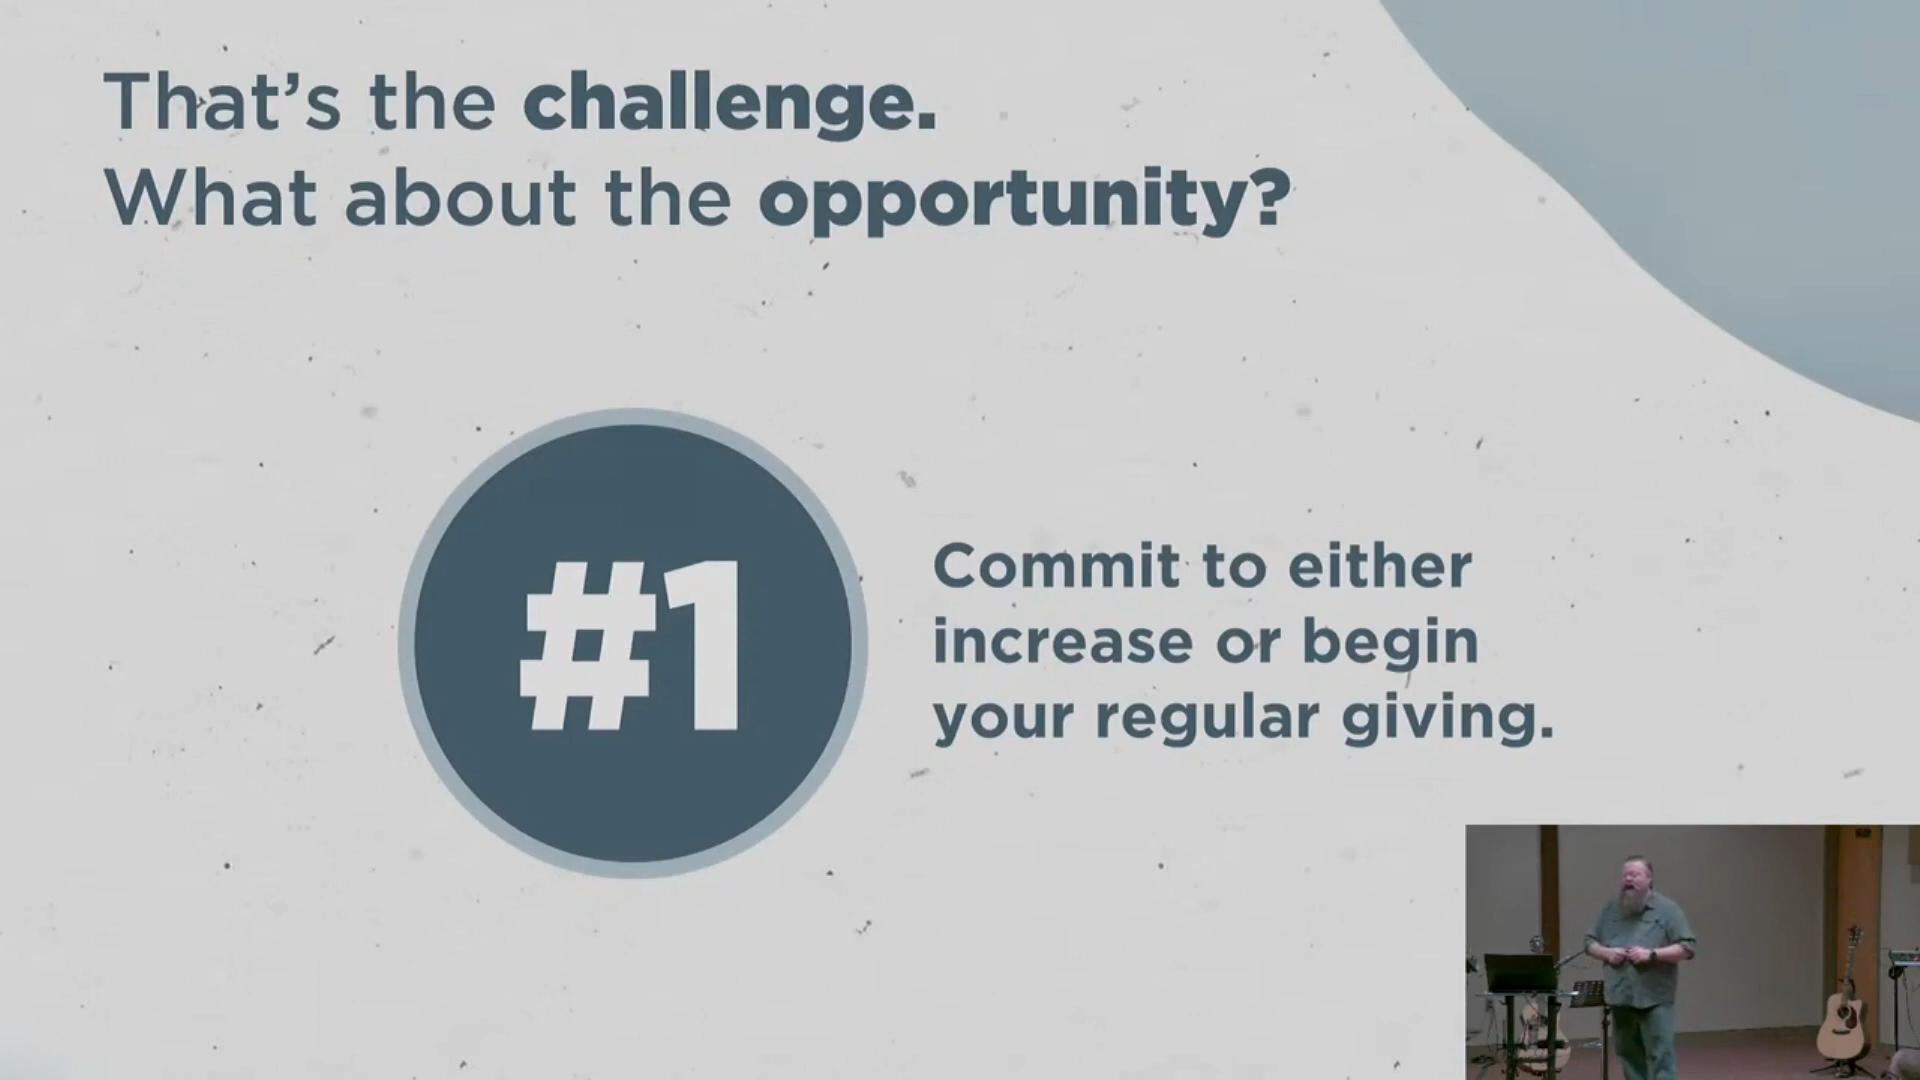 That's the challenge.
What about the opportunity?
#1
Commit to either
increase or begin
your regular giving.